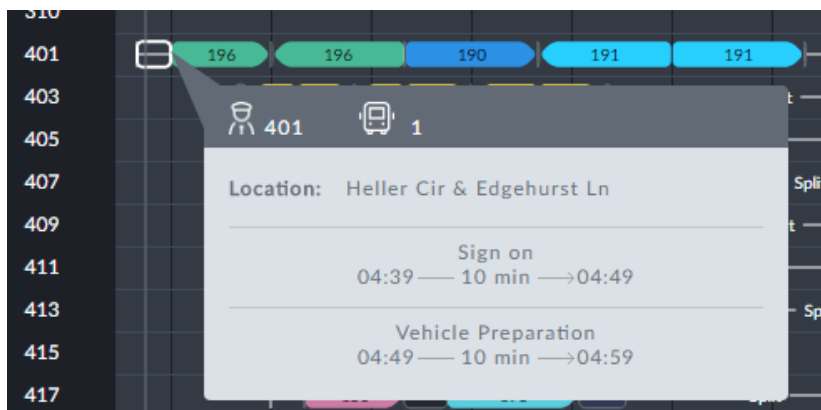 310
401 196 196 190 191 191
403
405
407
409
411
413
415
417
401 1
Location: Heller Cir & Edgehurst Ln
Sign on
04:39 10 min 04:49
Vehicle Preparation
04:49 10 min 04:59